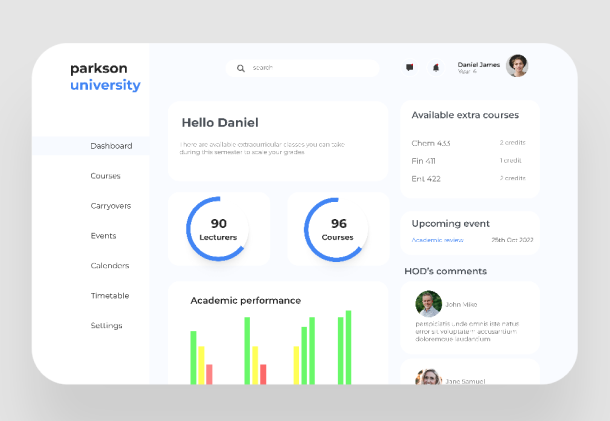 parkson
university
search
Daniel James
Year 4
Dashboard
Courses
Carryovers
Events
Calenders
Timetable
Settings
Hello Daniel
There are available extracurricular classes you can take
during this semester to scale your grades
90
Lecturers
96
Courses
Academic performance
Available extra courses
Chem 433 2 credits
Fin 411 1 credit
Ent 422 2 credits
Upcoming event
Academic review 25th Oct 2022
HOD's comments
John Mike
perspiciatis unde omnis iste natus
error sit voluptatem accusantium
doloremque laudantium
Jane Samuel